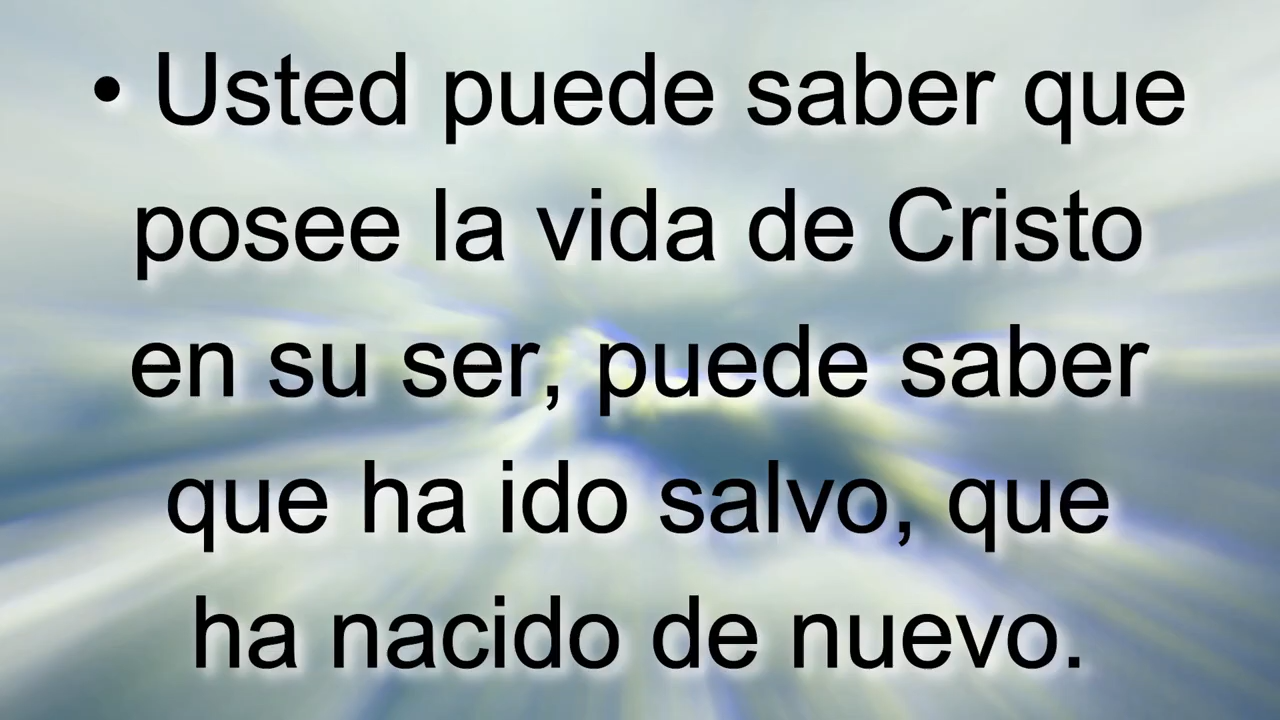 • Usted puede saber que
posee la vida de Cristo
en su ser, puede saber
que ha ido salvo, que
ha nacido de nuevo.